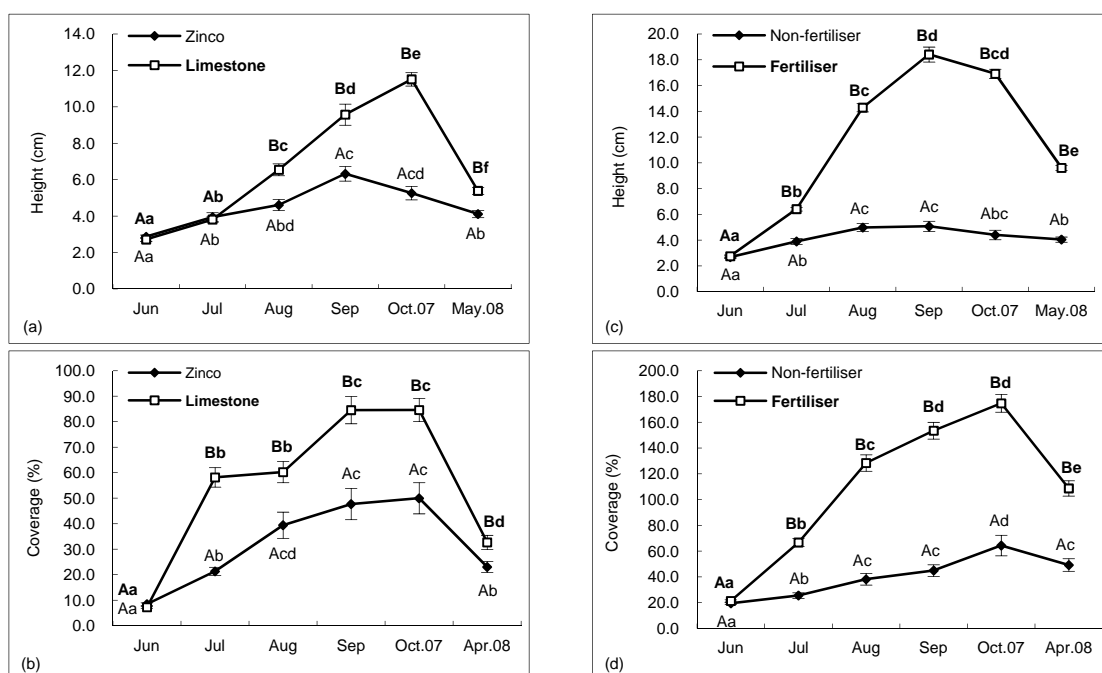 14.0
12.0
10.0
8.0
6.0
4.0
2.0
0.0
Height (cm)
Zinco
Limestone
Aa
Ab
Bc
Bd
Be
Bf
Aa
Ab
Abd
Ac
Acd
Ab
Jun Jul Aug Sep Oct.07 May.08
(a)
20.0
18.0
16.0
14.0
12.0
10.0
8.0
6.0
4.0
2.0
0.0
Height (cm)
Non-fertiliser
Fertiliser
Aa
Bb
Bc
Bd
Bcd
Be
Aa
Ab
Ac
Ac
Abc
Ab
Jun Jul Aug Sep Oct.07 May.08
(c)
100.0
90.0
80.0
70.0
60.0
50.0
40.0
30.0
20.0
10.0
0.0
Coverage (%)
Zinco
Limestone
Aa
Bb
Bb
Bc
Bc
Bd
Aa
Ab
Acd
Ac
Ac
Ab
Jun Jul Aug Sep Oct.07 Apr.08
(b)
200.0
180.0
160.0
140.0
120.0
100.0
80.0
60.0
40.0
20.0
0.0
Coverage (%)
Non-fertiliser
Fertiliser
Aa
Bb
Bc
Bd
Bd
Be
Aa
Ab
Ac
Ac
Ad
Ac
Jun Jul Aug Sep Oct.07 Apr.08
(d)